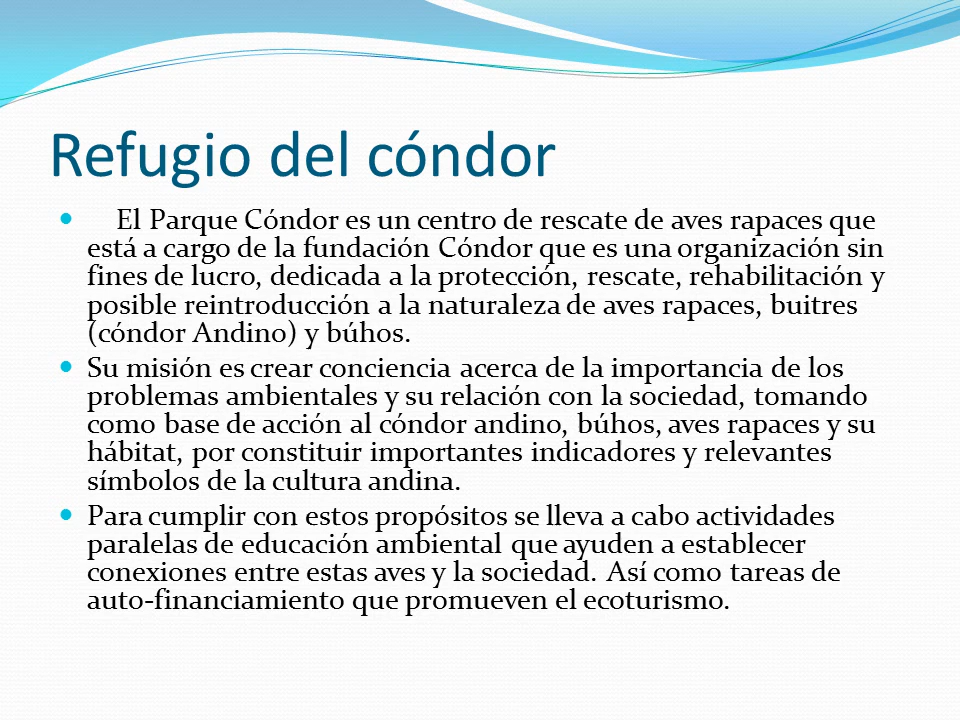 Refugio del cóndor
El Parque Cóndor es un centro de rescate de aves rapaces que
está a cargo de la fundación Cóndor que es una organización sin
fines de lucro, dedicada a la protección, rescate, rehabilitación y
posible reintroducción a la naturaleza de aves rapaces, buitres
(cóndor Andino) y búhos.
Su misión es crear conciencia acerca de la importancia de los
problemas ambientales y su relación con la sociedad, tomando
como base de acción al cóndor andino, búhos, aves rapaces y su
hábitat, por constituir importantes indicadores y relevantes
símbolos de la cultura andina.
Para cumplir con estos propósitos se lleva a cabo actividades
paralelas de educación ambiental que ayuden a establecer
conexiones entre estas aves y la sociedad. Así como tareas de
auto-financiamiento que promueven el ecoturismo.